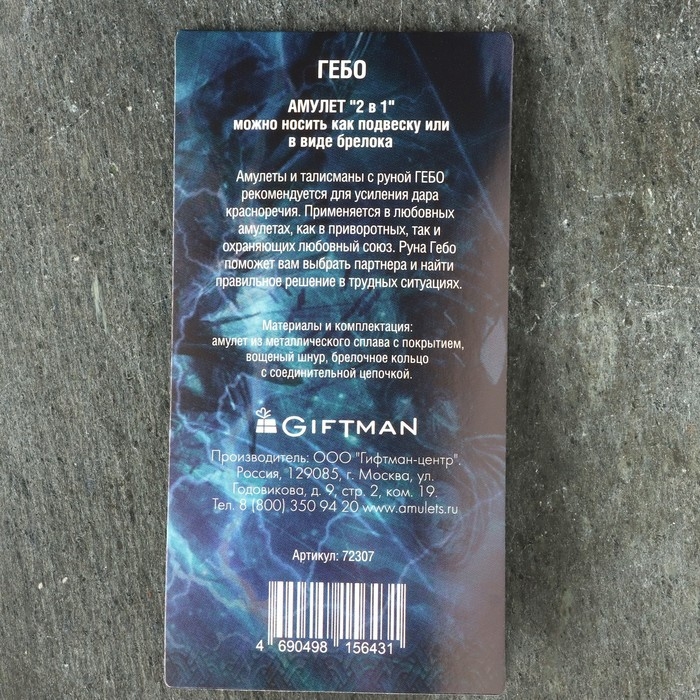 ГЕБО
АМУЛЕТ "2 в 1"
можно носить как подвеску или
в виде брелока
Амулеты и талисманы с руной ГЕБО
рекомендуется для усиления дара
красноречия. Применяется в любовных
амулетах, как в приворотных, так и
охраняющих любовный союз. Руна Гебо
поможет вам выбрать партнера и найти
правильное решение в трудных ситуациях.
Материалы и комплектация:
амулет из металлического сплава с покрытием,
вощеный шнур, брелочное кольцо
с соединительной цепочкой.
GIFTMAN
Производитель: ООО "Гифтман-центр".
Россия, 129085, г. Москва, ул.
Годовикова, д. 9, стр. 2, ком. 19.
Тел. 8 (800) 350 94 20 www.amulets.ru
Артикул: 72307
4 690498 156431